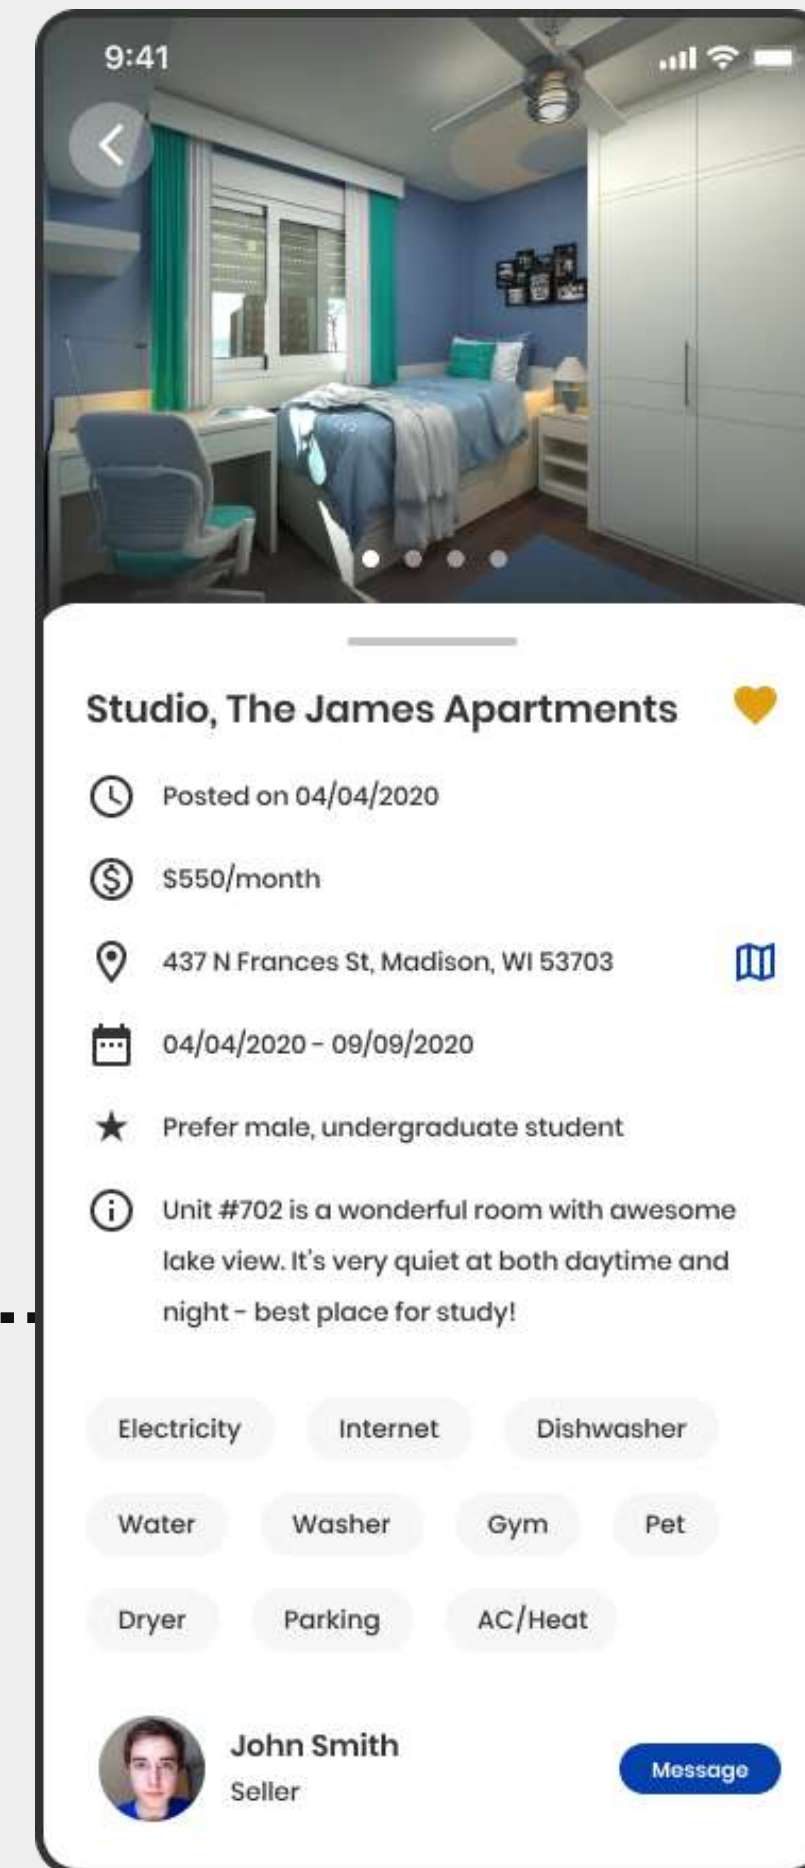 9:41
Studio, The James Apartments
Posted on 04/04/2020
$550/month
437 N Frances St, Madison, WI 53703
04/04/2020 - 09/09/2020
Prefer male, undergraduate student
Unit #702 is a wonderful room with awesome
lake view. It's very quiet at both daytime and
night - best place for study!
Electricity Internet Dishwasher
Water Washer Gym Pet
Dryer Parking AC/Heat
John Smith
Seller
Message